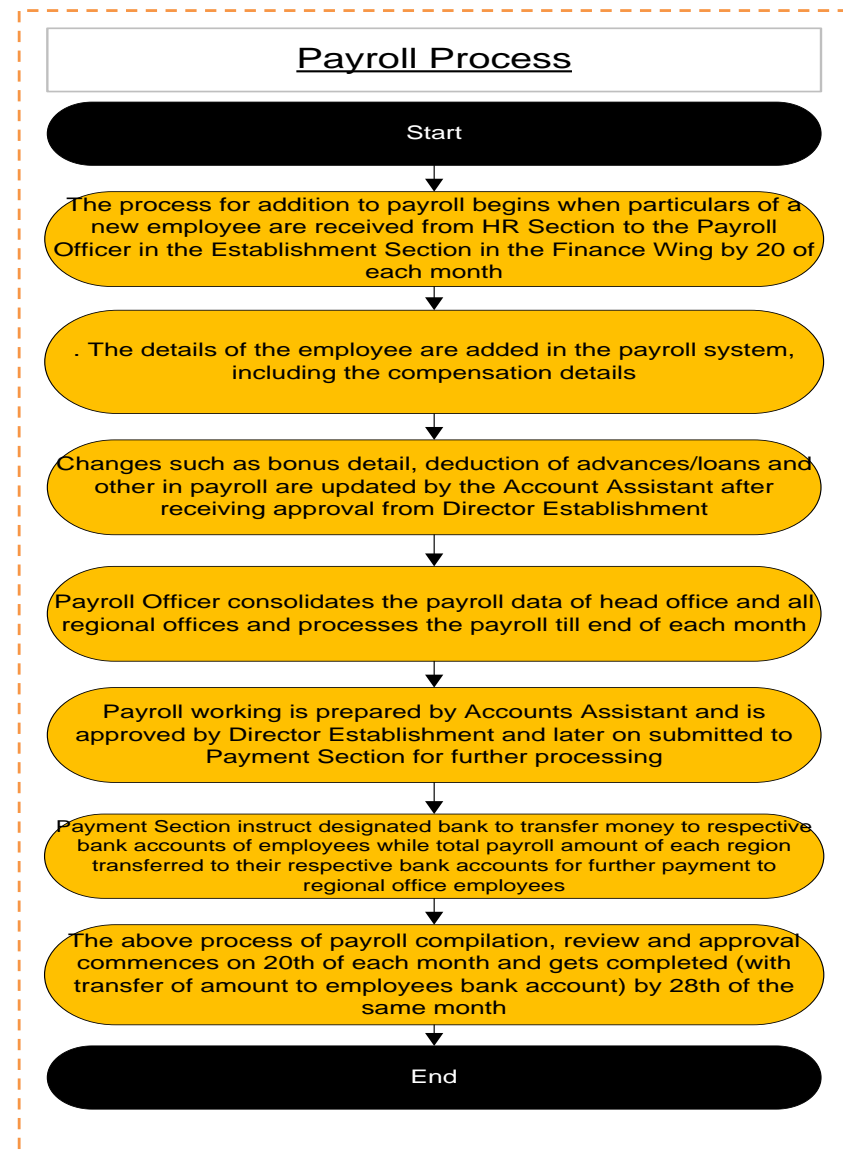 Payroll Process
Start
The process for addition to payroll begins when particulars of a
new employee are received from HR Section to the Payroll
Officer in the Establishment Section in the Finance Wing by 20 of
each month
. The details of the employee are added in the payroll system,
including the compensation details
Changes such as bonus detail, deduction of advances/loans and
other in payroll are updated by the Account Assistant after
receiving approval from Director Establishment
Payroll Officer consolidates the payroll data of head office and all
regional offices and processes the payroll till end of each month
Payroll working is prepared by Accounts Assistant and is
approved by Director Establishment and later on submitted to
Payment Section for further processing
Payment Section instruct designated bank to transfer money to respective
bank accounts of employees while total payroll amount of each region
transferred to their respective bank accounts for further payment to
regional office employees
The above process of payroll compilation, review and approval
commences on 20th of each month and gets completed (with
transfer of amount to employees bank account) by 28th of the
same month
End